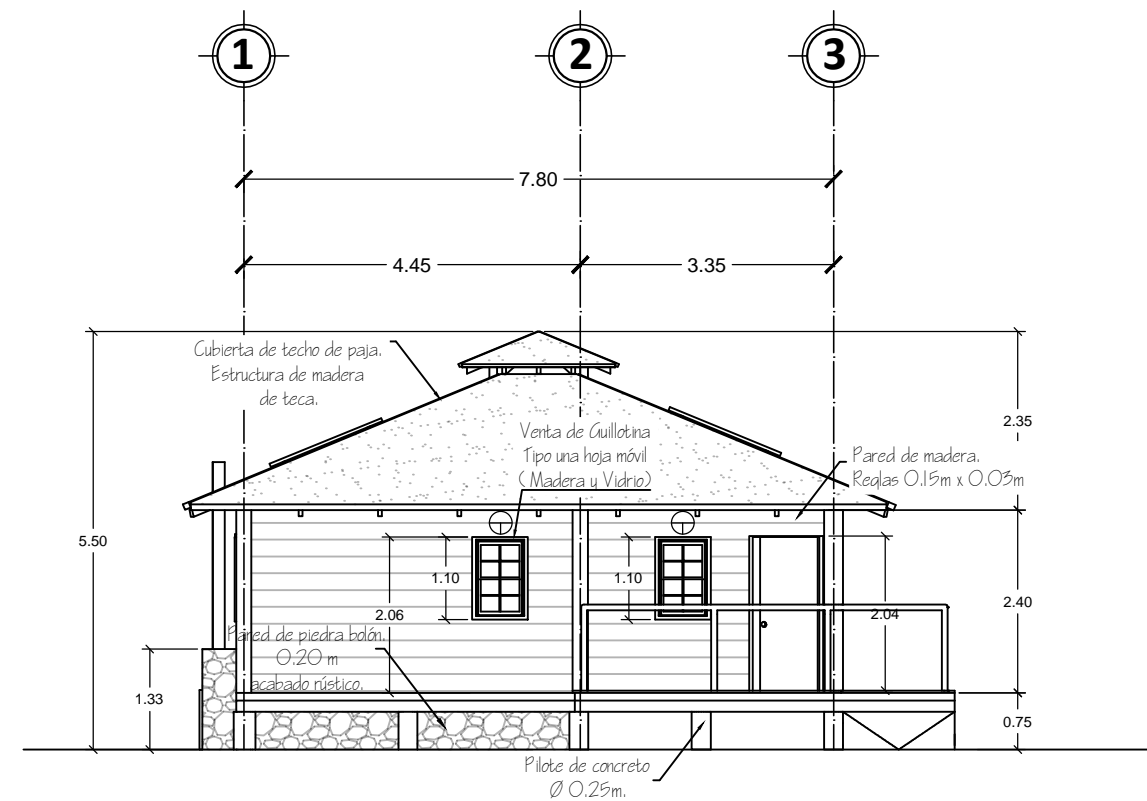 1
2
3
7.80
4.45
3.35
Cubierta de techo de paja.
Estructura de madera
de teca.
Venta de Guillotina
Tipo una hoja móvil
( Madera y Vidrio)
Pared de madera.
Reglas 0.15m x 0.03m
2.35
5.50
1.10
1.10
2.06
2.04
2.40
Pared de piedra bolón.
0.20 m
acabado rústico.
1.33
0.75
Pilote de concreto
Ø 0.25m.